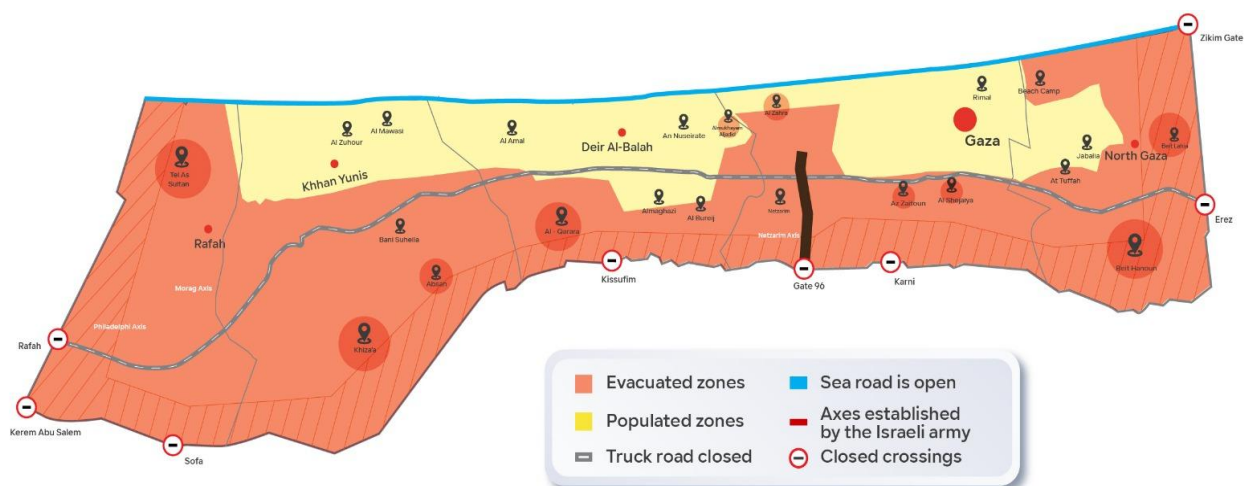 Zikim Gate
Rimal
Beach Camp
Al Zahra
Al Mawasi
Al Zuhour
Al Amal
An Nuseirate
Deir Al-Balah
Gaza
Jabalia
North Gaza
Beit Lahia
Tel As
Sultan
Khhan Yunis
At Tuffah
Almaghazi
Al Bureij
Netzarim
Az Zaitoun
Al Shejaya
Erez
Rafah
Bani Suheila
Al - Qarara
Netzarim Axis
Beit Hanoun
Kissufim
Gate 96
Karni
Abasan
Morag Axis
Philadelphi Axis
Rafah
Khiza'a
Kerem Abu Salem
Sofa
Evacuated zones
Populated zones
Truck road closed
Sea road is open
Axes established
by the Israeli army
Closed crossings